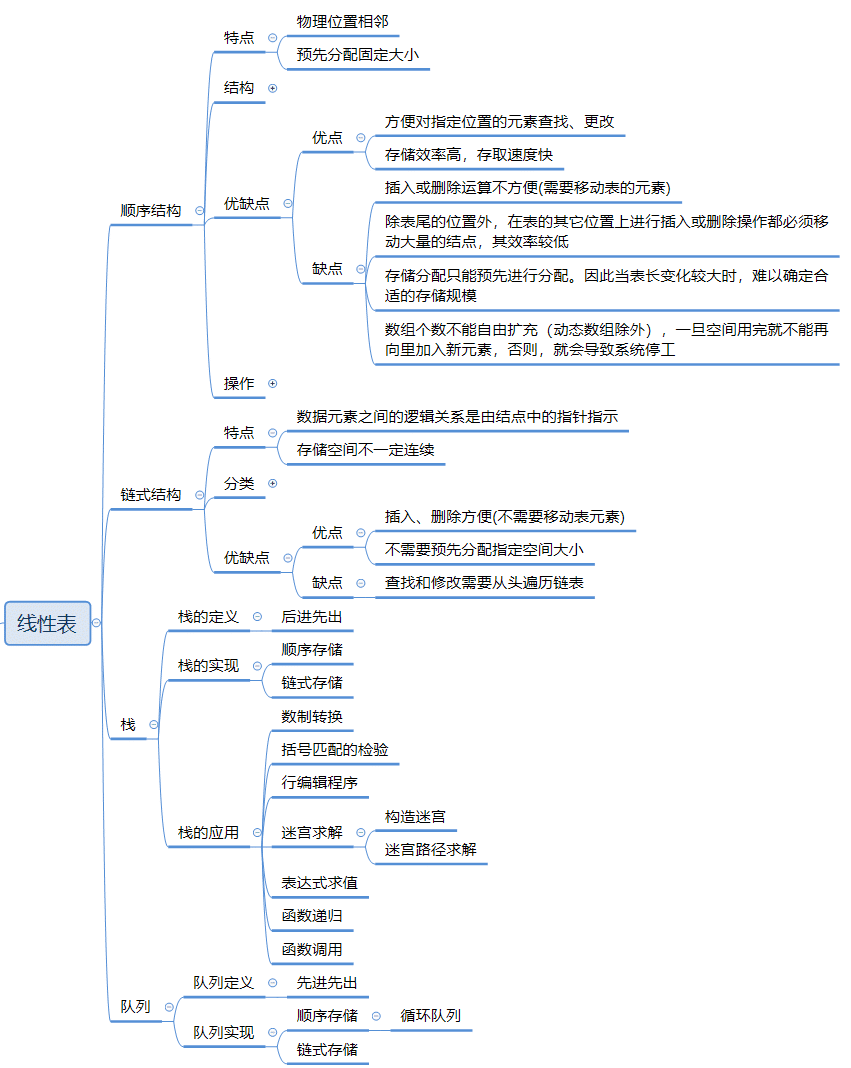 线性表
顺序结构
特点
物理位置相邻
预先分配固定大小
结构
优缺点
优点
方便对指定位置的元素查找、更改
存储效率高，存取速度快
缺点
插入或删除运算不方便(需要移动表的元素)
除表尾的位置外，在表的其它位置上进行插入或删除操作都必须移
动大量的结点，其效率较低
存储分配只能预先进行分配。因此当表长变化较大时，难以确定合
适的存储规模
数组个数不能自由扩充（动态数组除外），一旦空间用完就不能再
向里加入新元素，否则，就会导致系统停工
操作
链式结构
特点
数据元素之间的逻辑关系是由结点中的指针指示
存储空间不一定连续
分类
优缺点
优点
插入、删除方便(不需要移动表元素)
不需要预先分配指定空间大小
缺点
查找和修改需要从头遍历链表
栈
栈的定义
后进先出
栈的实现
顺序存储
链式存储
栈的应用
数制转换
括号匹配的检验
行编辑程序
迷宫求解
构造迷宫
迷宫路径求解
表达式求值
函数递归
函数调用
队列
队列定义
先进先出
队列实现
顺序存储
循环队列
链式存储